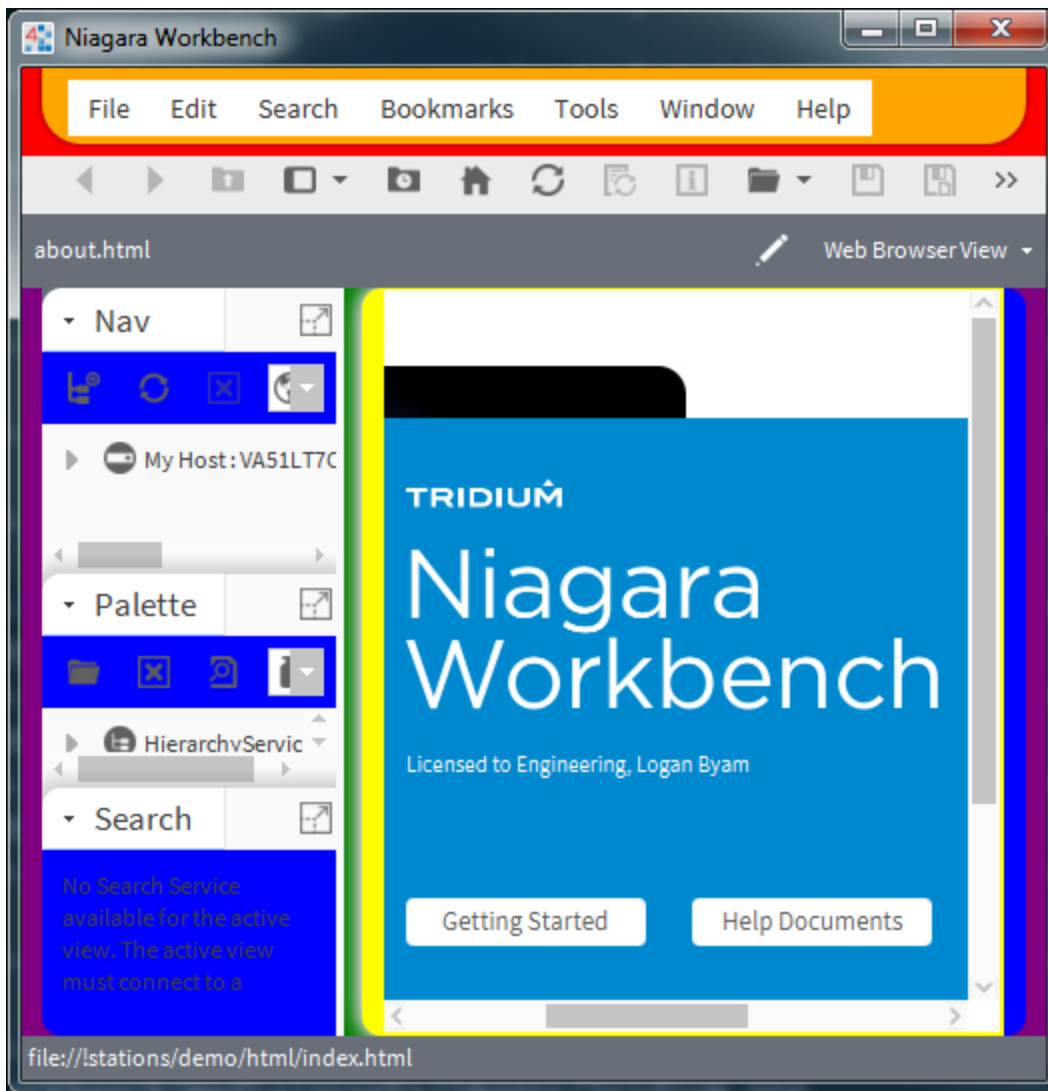 Niagara Workbench
File Edit Search Bookmarks Tools Window Help
about.html
Web Browser View
Nav
My Host : VA51LT7
Palette
HierarchyServic
Search
No Search Service
available for the active
view. The active view
must connect to a
TRIDIUM
Niagara
Workbench
Licensed to Engineering, Logan Byam
Getting Started
Help Documents
file://!stations/demo/html/index.html